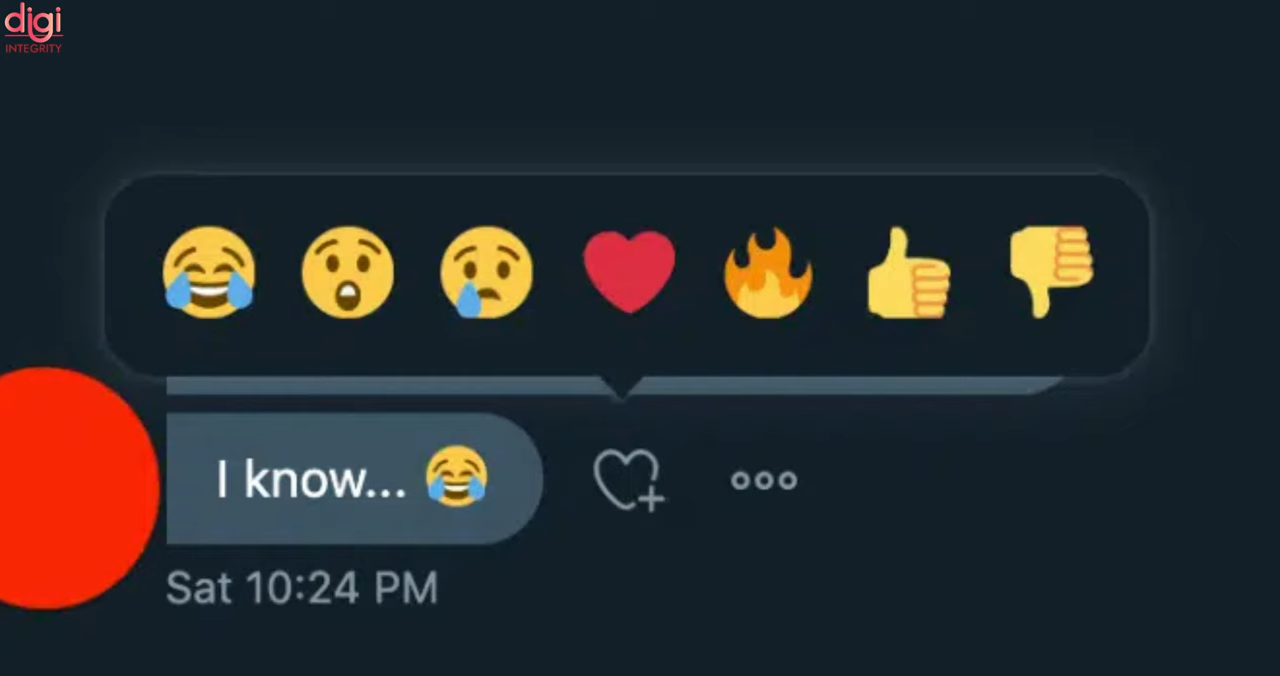 digi
INTEGRITY
I know... 😂
Sat 10:24 PM